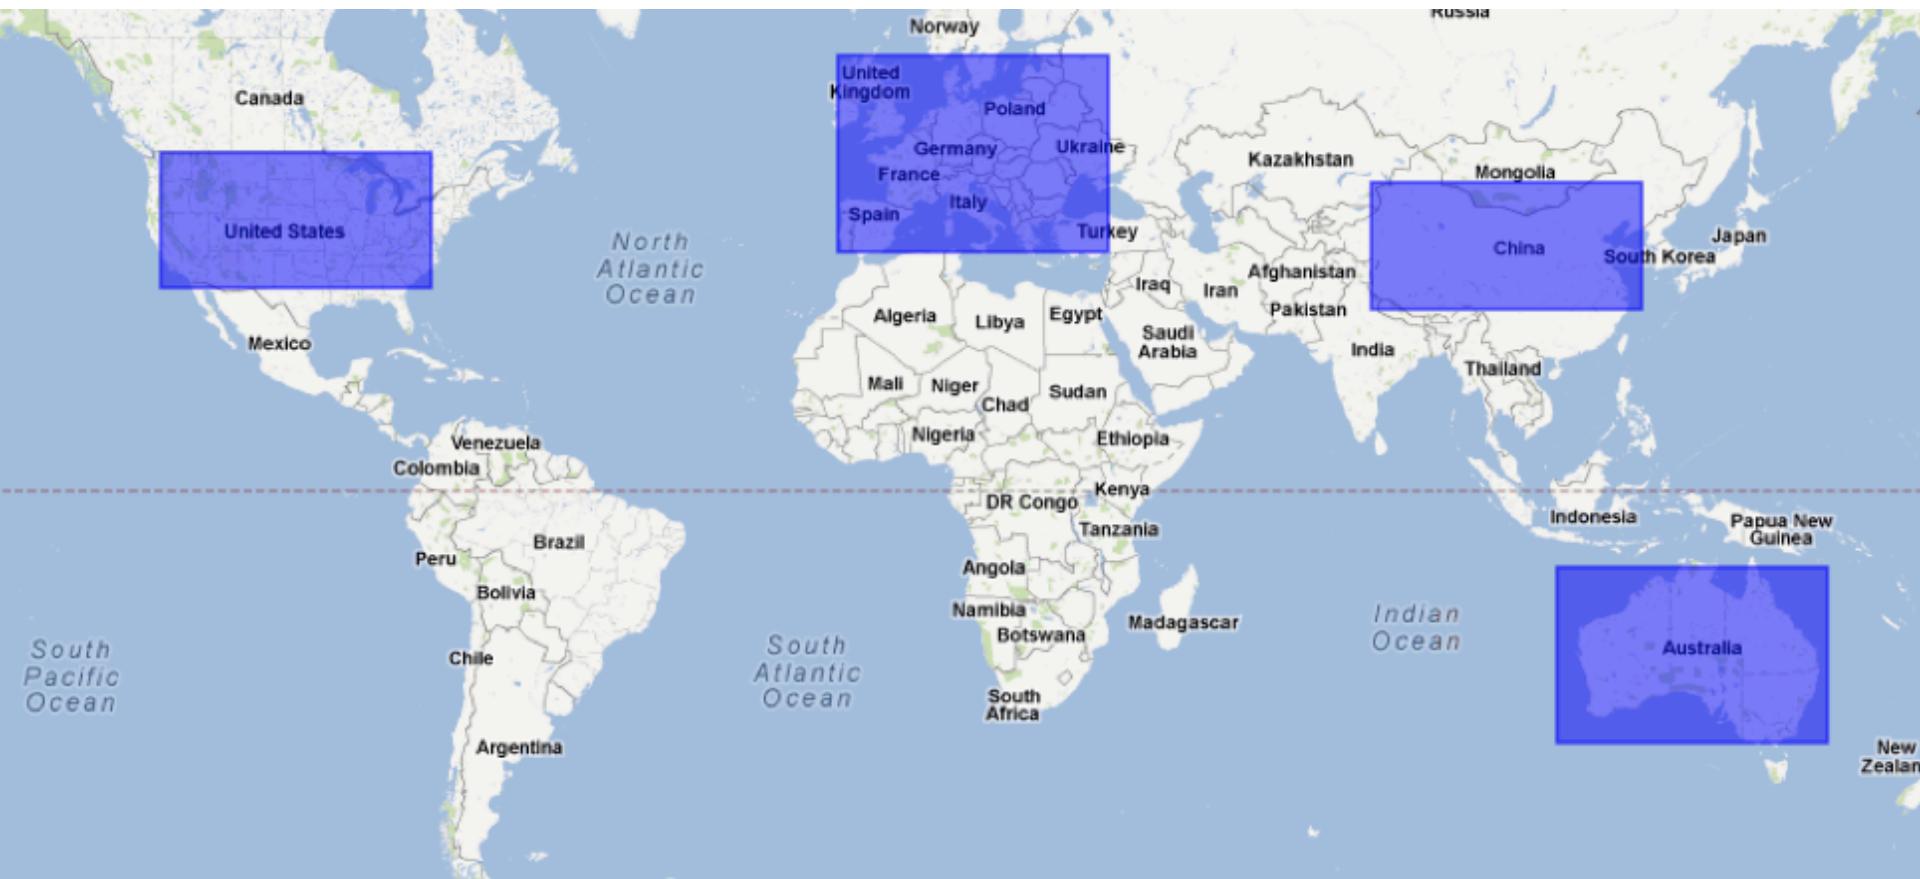 Russia
Norway
United
Kingdom
Canada
Poland
Germany
Ukraine
Kazakhstan
France
Mongolia
Italy
Spain
United States
Turkey
Japan
China
South Korea
North
Atlantic
Ocean
Afghanistan
Iraq
Iran
Pakistan
Algeria
Libya
Egypt
Mexico
Saudi
Arabia
India
Thailand
Mali
Niger
Sudan
Chad
Nigeria
Ethiopia
Venezuela
Colombia
Kenya
DR Congo
Indonesia
Papua New
Guinea
Tanzania
Brazil
Peru
Angola
Bolivia
Namibia
Madagascar
Indian
Ocean
Botswana
Australia
South
Pacific
Ocean
South
Atlantic
Ocean
Chile
South
Africa
Argentina
New
Zealan